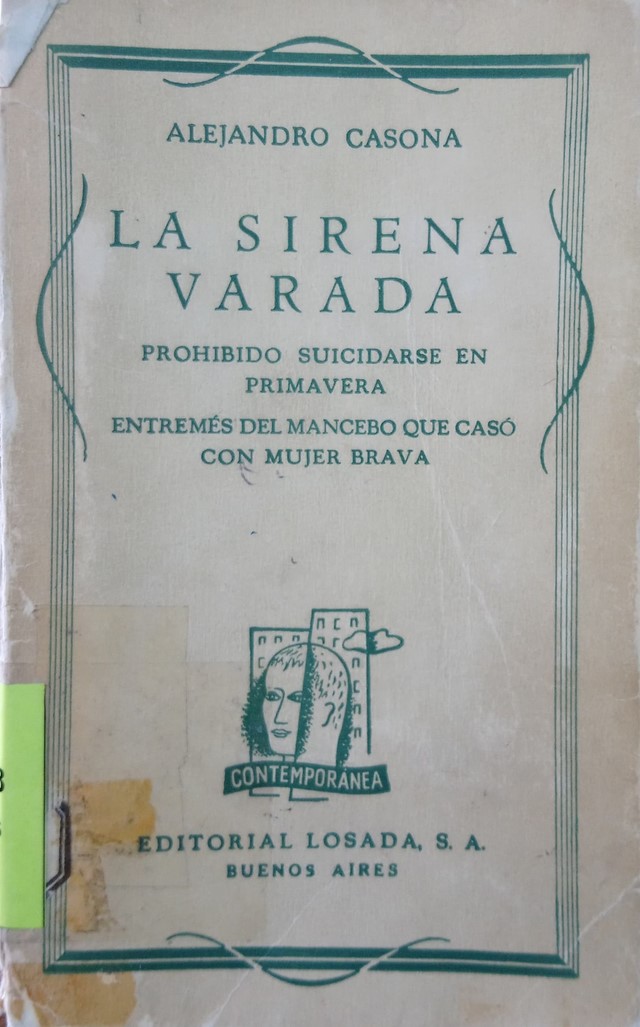 ALEJANDRO CASONA
LA SIRENA
VARADA
PROHIBIDO SUICIDARSE EN
PRIMAVERA
ENTREMÉS DEL MANCEBO QUE CASÓ
CON MUJER BRAVA
CONTEMPORÁNEA
EDITORIAL LOSADA, S. A.
BUENOS AIRES